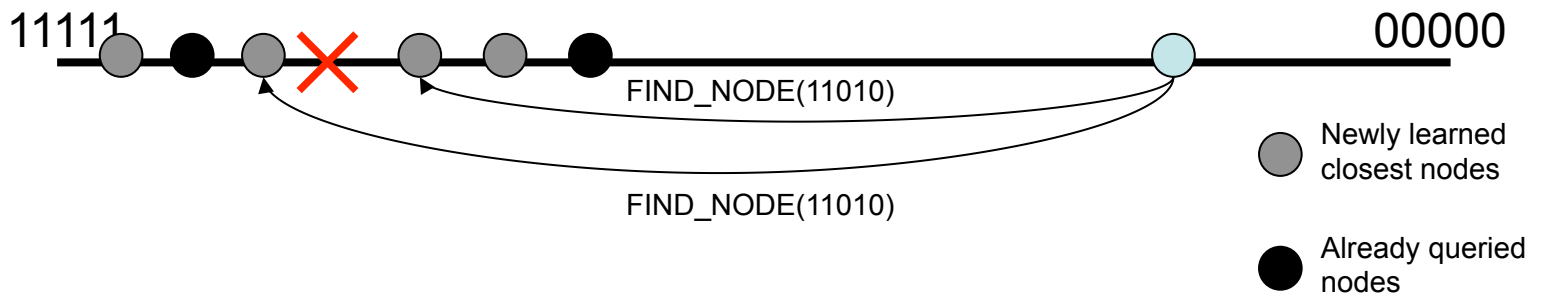 11111
00000
FIND_NODE(11010)
FIND_NODE(11010)
Newly learned
closest nodes
Already queried
nodes